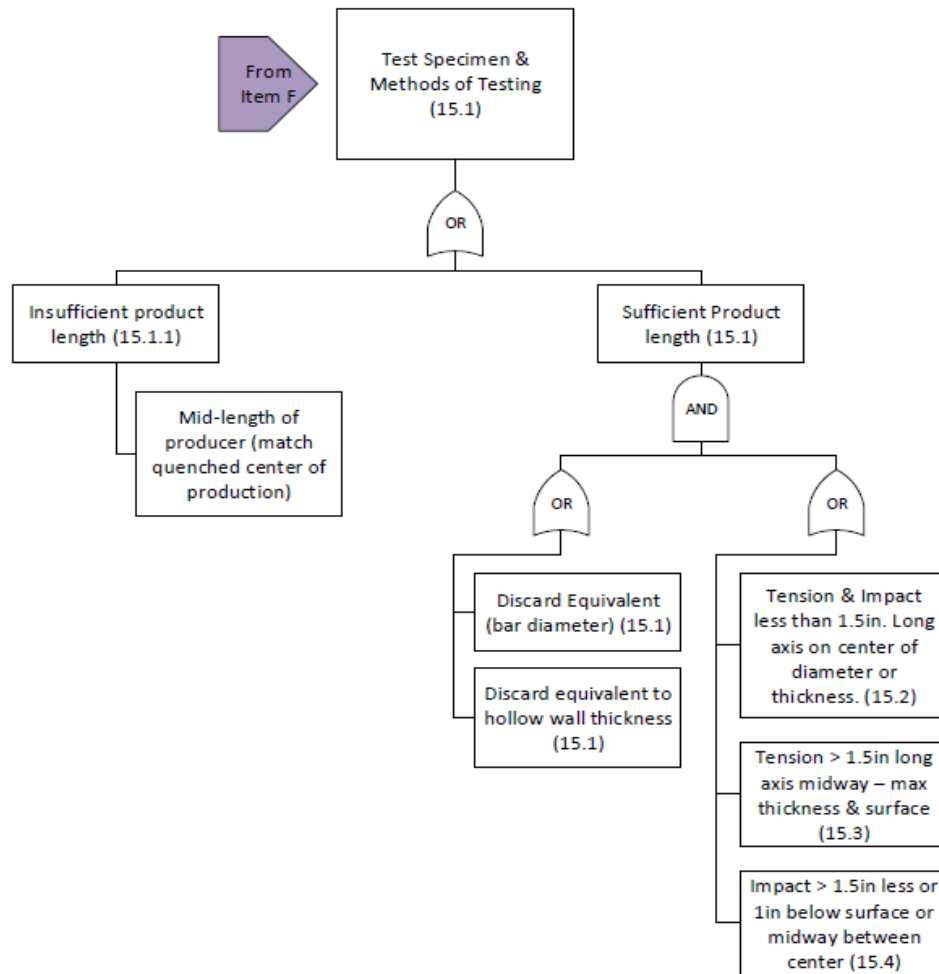 From
Item F
Test Specimen &
Methods of Testing
(15.1)
OR
Insufficient product
length (15.1.1)
Sufficient Product
length (15.1)
Mid-length of
producer (match
quenched center of
production)
AND
OR
OR
Discard Equivalent
(bar diameter) (15.1)
Discard equivalent to
hollow wall thickness
(15.1)
Tension & Impact
less than 1.5in. Long
axis on center of
diameter or
thickness. (15.2)
Tension > 1.5in long
axis midway – max
thickness & surface
(15.3)
Impact > 1.5in less or
1in below surface or
midway between
center (15.4)